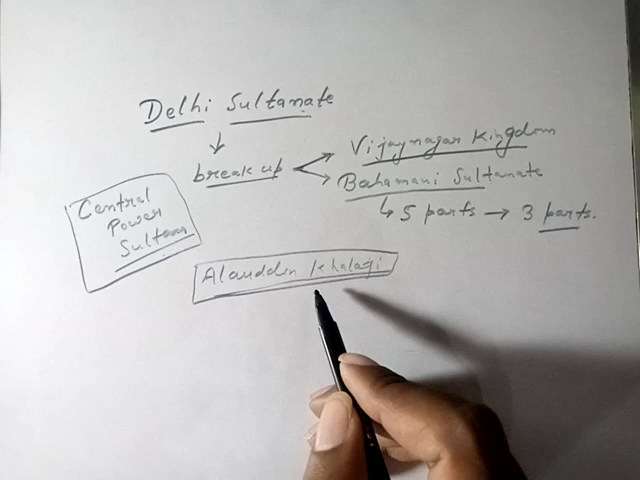 Delhi Sultanate
↓
break up
Vijaynagar Kingdom
Bahamani Sultanate
↳ 5 parts → 3 parts.
Central
Power
Sultan
Alauddin Khalagi